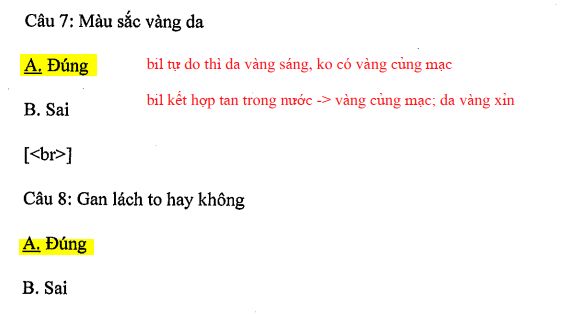 Câu 7: Màu sắc vàng da
A. Đúng
bil tự do thì da vàng sáng, ko có vàng củng mạc
B. Sai
bil kết hợp tan trong nước -> vàng củng mạc; da vàng xỉn
[<br>]
Câu 8: Gan lách to hay không
A. Đúng
B. Sai